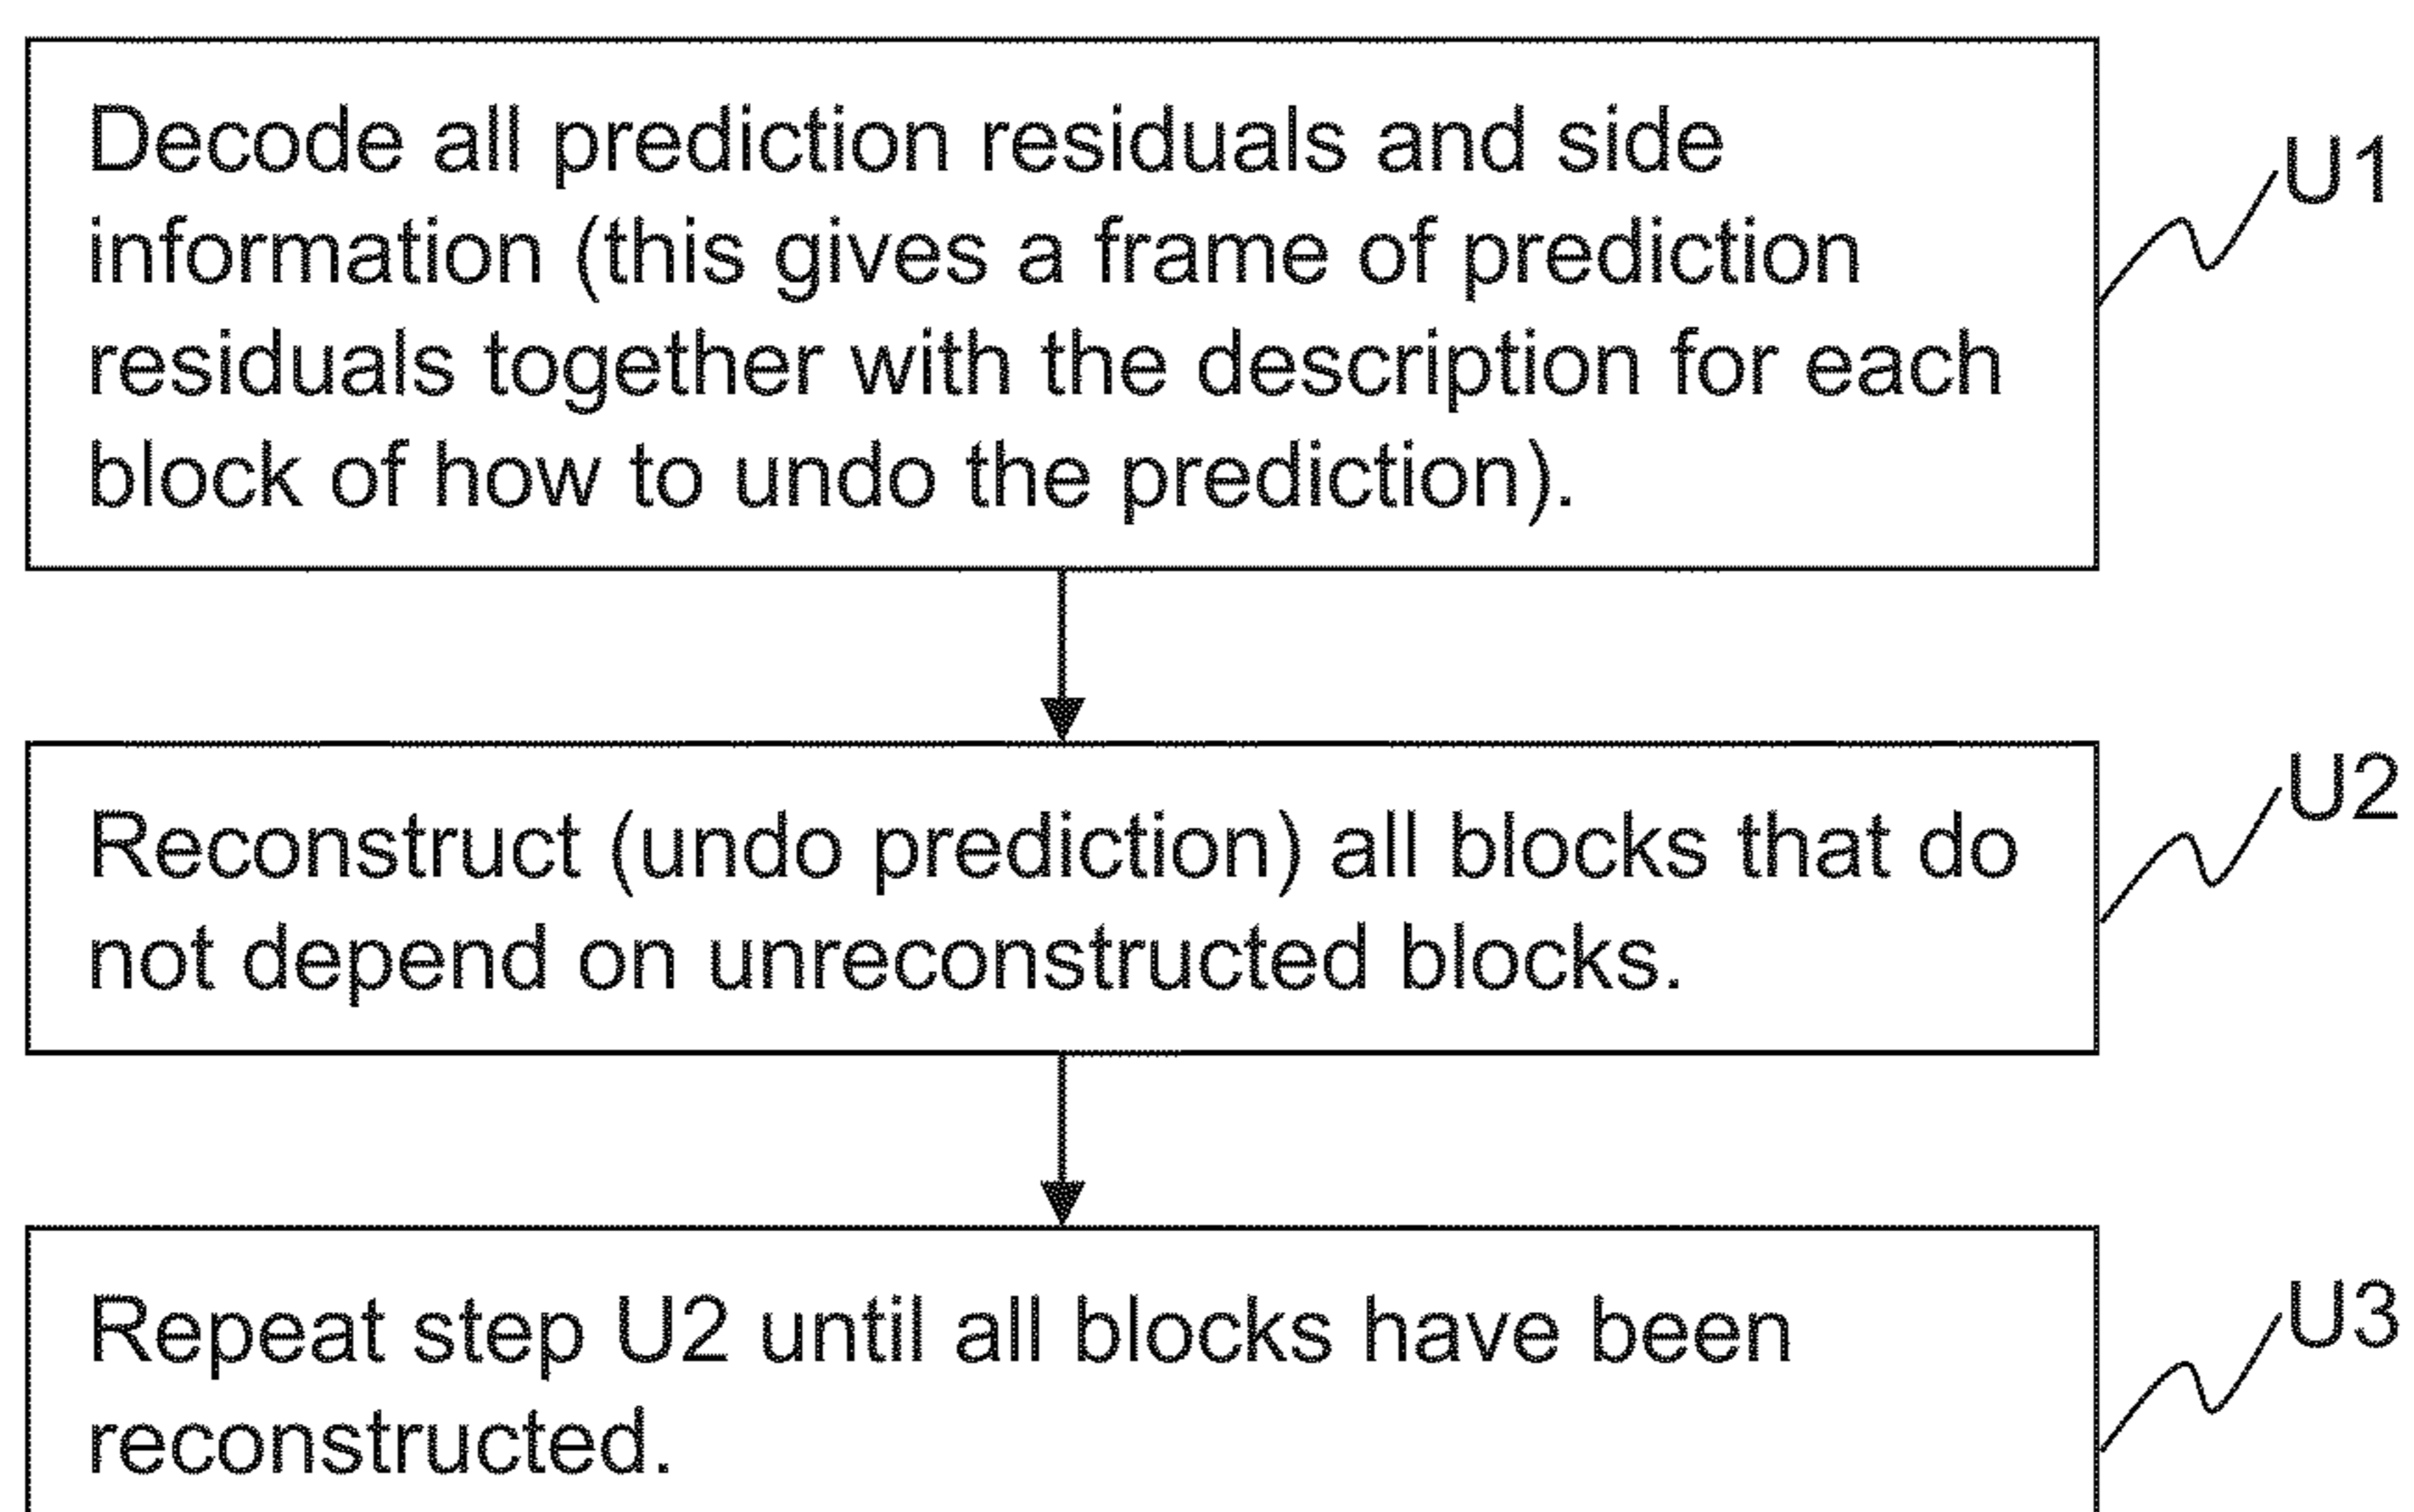 Decode all prediction residuals and side
information (this gives a frame of prediction
residuals together with the description for each
block of how to undo the prediction).
U1
Reconstruct (undo prediction) all blocks that do
not depend on unreconstructed blocks.
U2
Repeat step U2 until all blocks have been
reconstructed.
U3